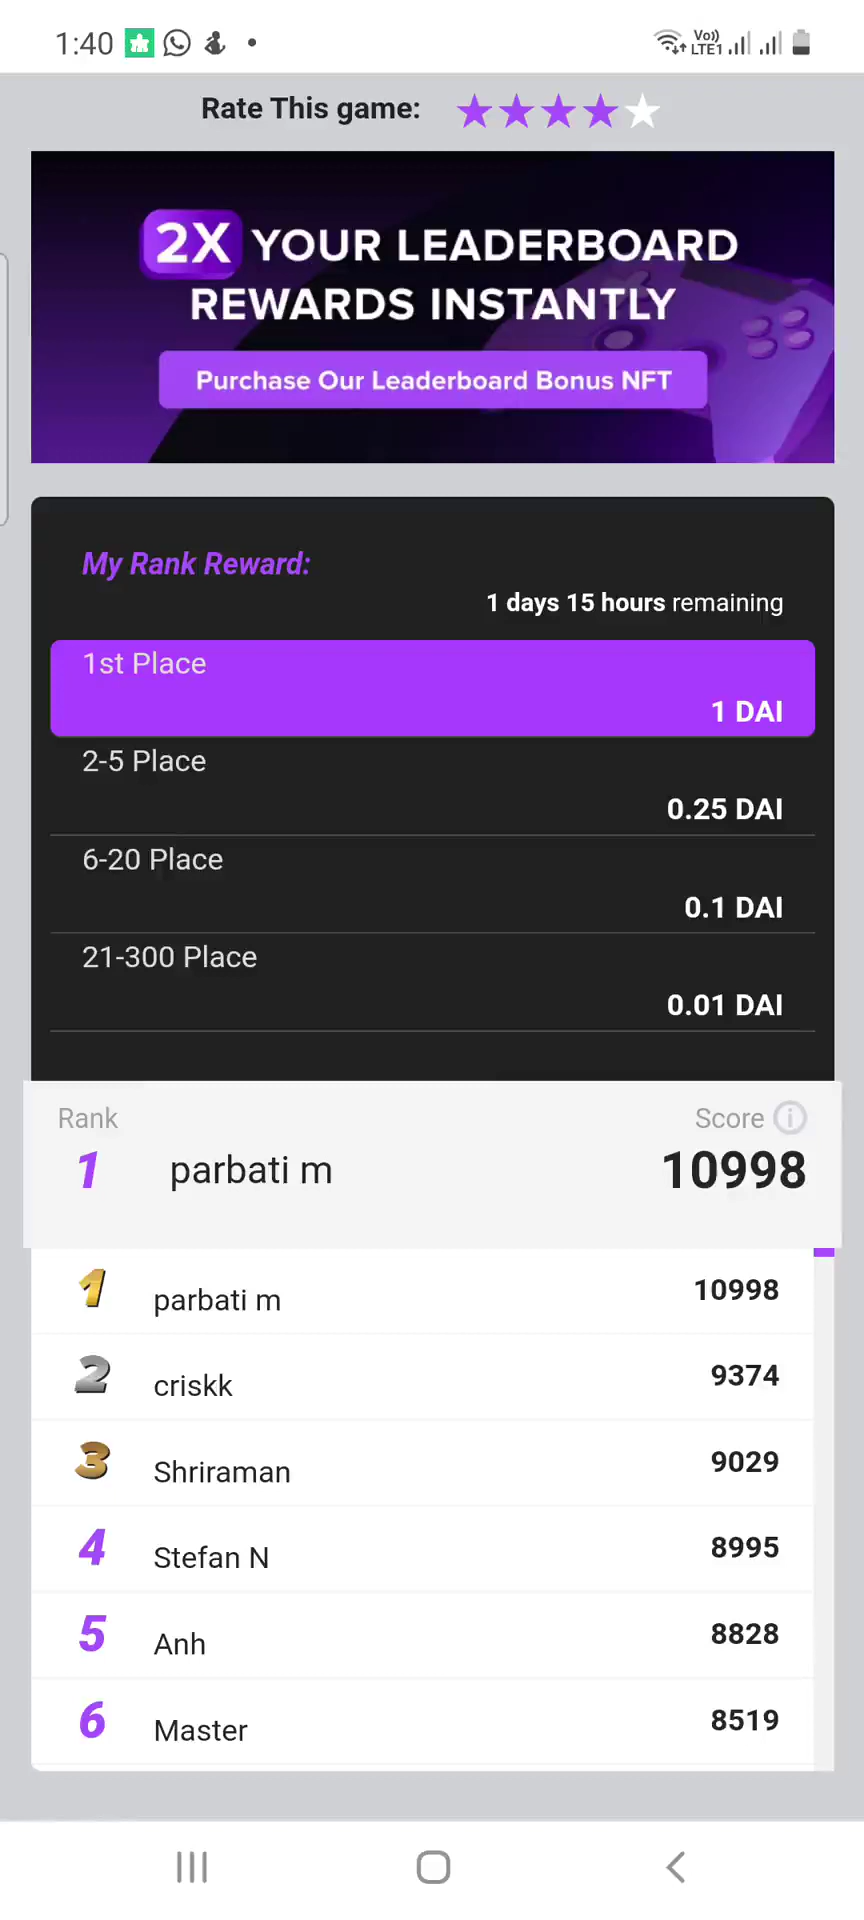 1:40
Vo))
LTE1
Rate This game:
2X YOUR LEADERBOARD
REWARDS INSTANTLY
Purchase Our Leaderboard Bonus NFT
My Rank Reward:
1 days 15 hours remaining
1st Place
1 DAI
2-5 Place
0.25 DAI
6-20 Place
0.1 DAI
21-300 Place
0.01 DAI
Rank Score i
1 parbati m 10998
1 parbati m 10998
2 criskk 9374
3 Shriraman 9029
4 Stefan N 8995
5 Anh 8828
6 Master 8519